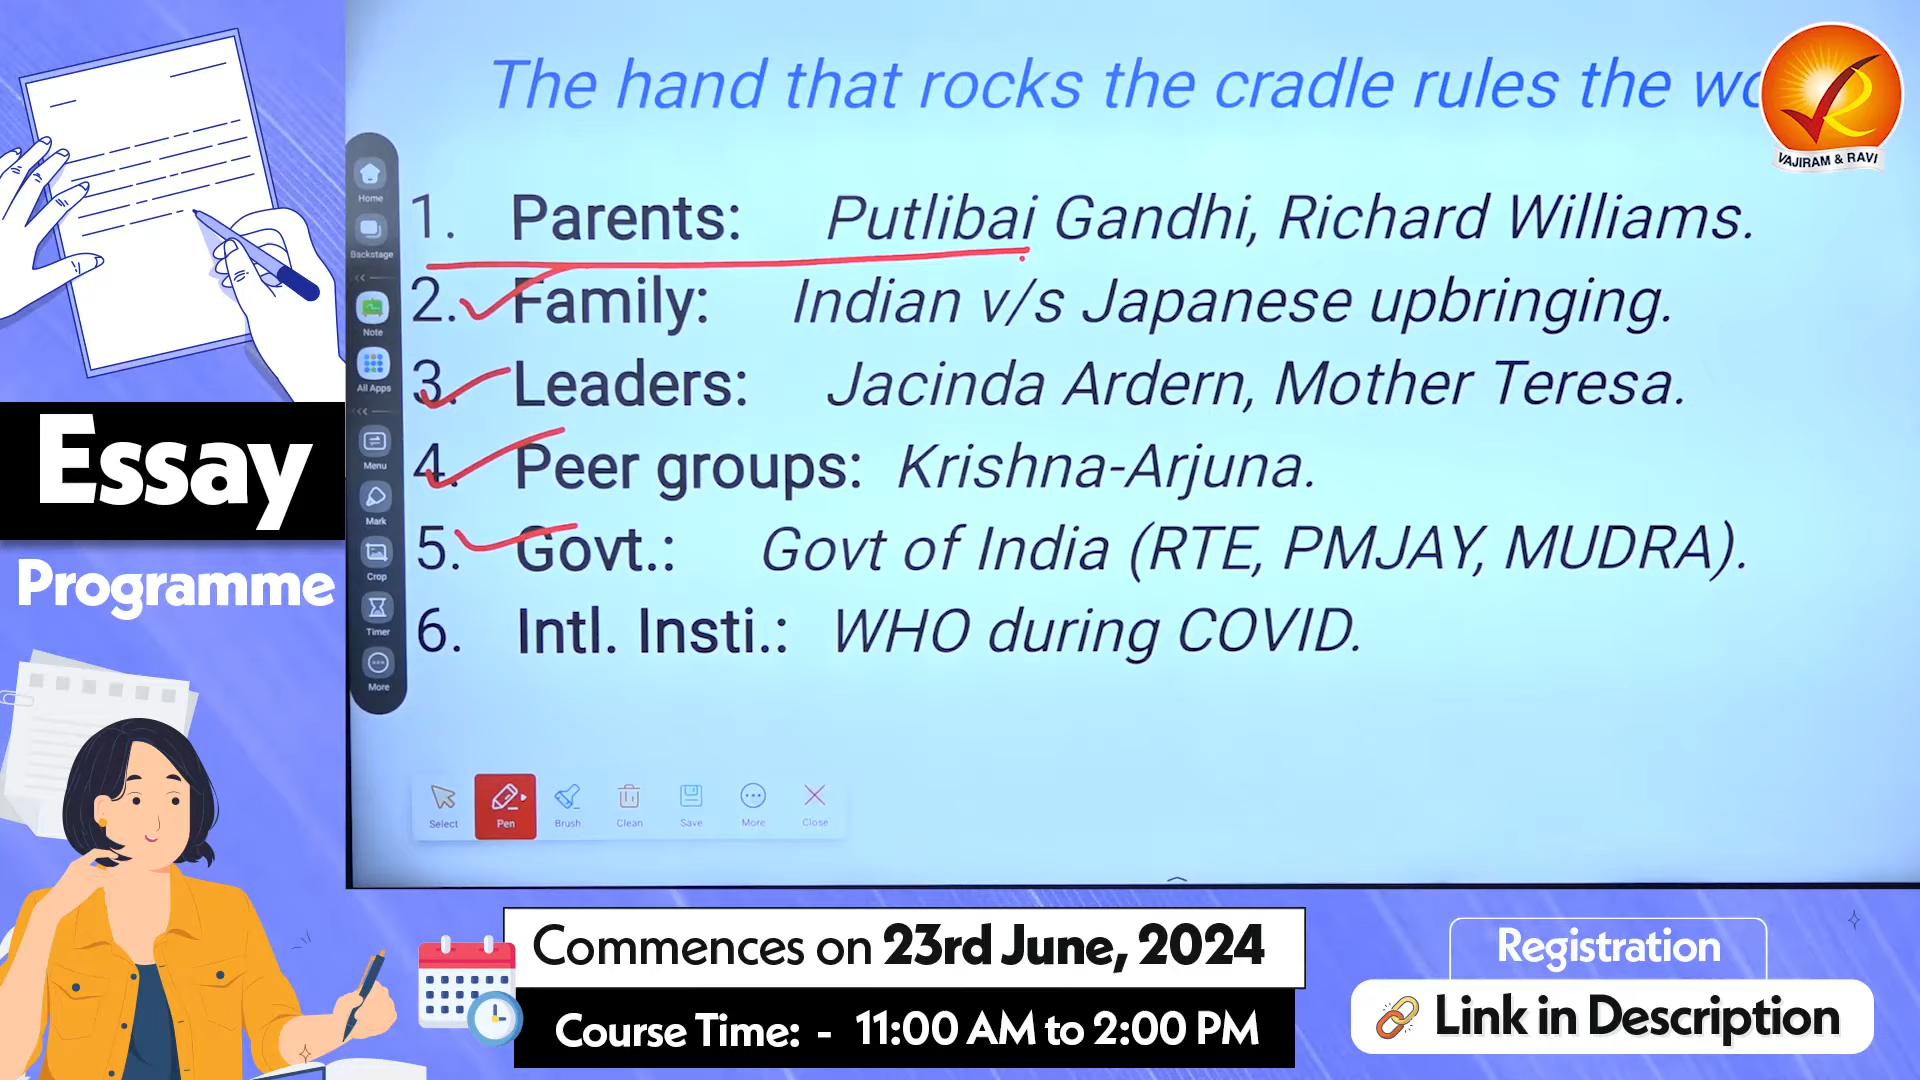 The hand that rocks the cradle rules the
VAJIRAM & RAVI
1. Parents: Putlibai Gandhi, Richard Williams.
2. Family: Indian v/s Japanese upbringing.
3. Leaders: Jacinda Ardern, Mother Teresa.
4. Peer groups: Krishna-Arjuna.
5. Govt.: Govt of India (RTE, PMJAY, MUDRA).
6. Intl. Insti.: WHO during COVID.
Home
Backstage
Note
All Apps
Menu
Mark
Crop
Timer
More
Select
Pen
Brush
Clean
Save
More
Close
Essay
Programme
Commences on 23rd June, 2024
Course Time: - 11:00 AM to 2:00 PM
Registration
Link in Description